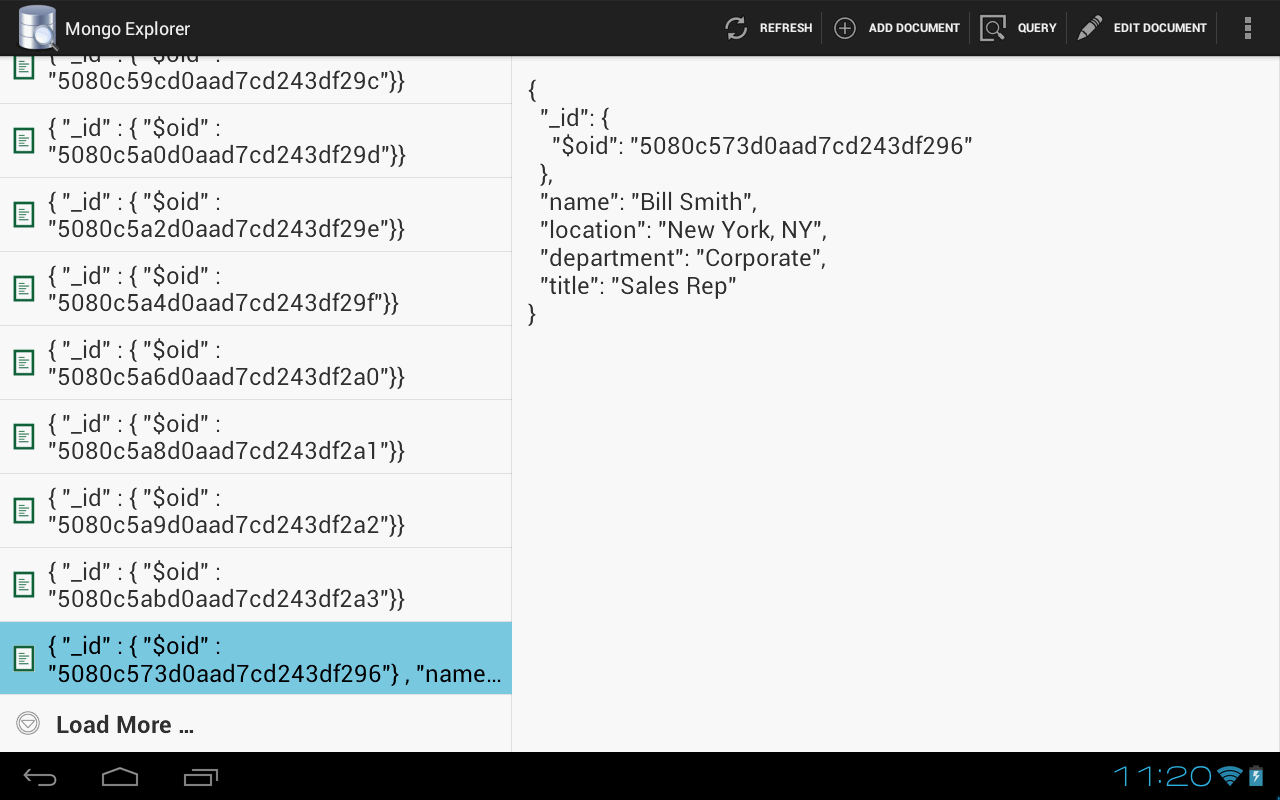 Mongo Explorer
REFRESH
ADD DOCUMENT
QUERY
EDIT DOCUMENT
{ "_id" : { "$oid" :
"5080c59cd0aad7cd243df29c"}}
{ "_id" : { "$oid" :
"5080c5a0d0aad7cd243df29d"}}
{ "_id" : { "$oid" :
"5080c5a2d0aad7cd243df29e"}}
{ "_id" : { "$oid" :
"5080c5a4d0aad7cd243df29f"}}
{ "_id" : { "$oid" :
"5080c5a6d0aad7cd243df2a0"}}
{ "_id" : { "$oid" :
"5080c5a8d0aad7cd243df2a1"}}
{ "_id" : { "$oid" :
"5080c5a9d0aad7cd243df2a2"}}
{ "_id" : { "$oid" :
"5080c5abd0aad7cd243df2a3"}}
{ "_id" : { "$oid" :
"5080c573d0aad7cd243df296"} , "name...
Load More ...
{
  "_id": {
    "$oid": "5080c573d0aad7cd243df296"
  },
  "name": "Bill Smith",
  "location": "New York, NY",
  "department": "Corporate",
  "title": "Sales Rep"
}
11:20